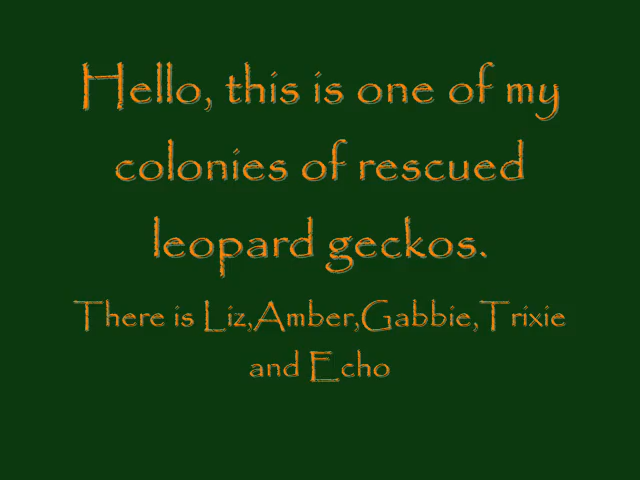 Hello, this is one of my
colonies of rescued
leopard geckos.
There is Liz,Amber,Gabbie,Trixie
and Echo